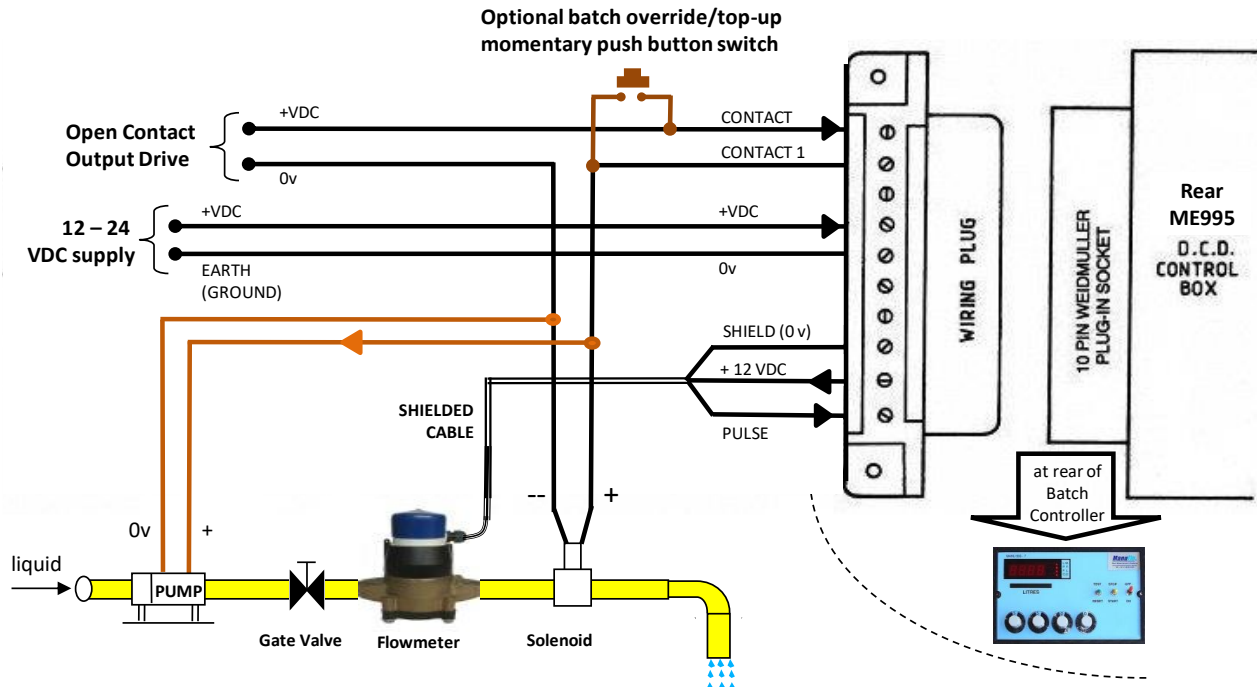 Optional batch override/top-up
momentary push button switch
Open Contact
Output Drive
+VDC
0v
CONTACT
CONTACT 1
12 – 24
VDC supply
+VDC
EARTH
(GROUND)
+VDC
0v
SHIELD (0 v)
+ 12 VDC
PULSE
SHIELDED
CABLE
WIRING PLUG
10 PIN WEIDMULLER
PLUG-IN SOCKET
Rear
ME995
D.C.D.
CONTROL
BOX
at rear of
Batch
Controller
-- +
0v +
liquid
PUMP
Gate Valve
Flowmeter
Solenoid
LITRES